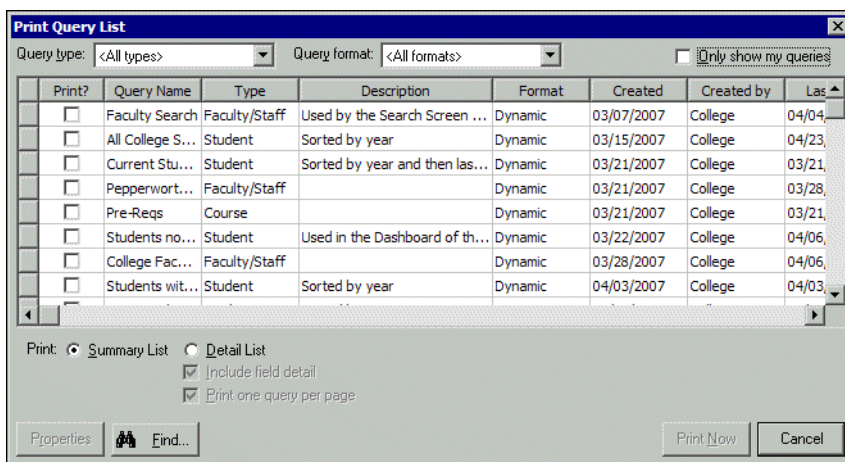 Print Query List
Query type: <All types> Query format: <All formats> Only show my queries
Print? Query Name Type Description Format Created Created by Las
Faculty Search Faculty/Staff Used by the Search Screen ... Dynamic 03/07/2007 College 04/04,
All College S... Student Sorted by year Dynamic 03/15/2007 College 04/23,
Current Stu... Student Sorted by year and then las... Dynamic 03/21/2007 College 03/21,
Pepperwort... Faculty/Staff Dynamic 03/21/2007 College 03/28,
Pre-Reqs Course Dynamic 03/21/2007 College 03/21,
Students no... Student Used in the Dashboard of th... Dynamic 03/22/2007 College 04/06,
College Fac... Faculty/Staff Dynamic 03/28/2007 College 04/06,
Students wit... Student Sorted by year Dynamic 04/03/2007 College 04/03,
Print: Summary List Detail List
Include field detail
Print one query per page
Properties Find... Print Now Cancel